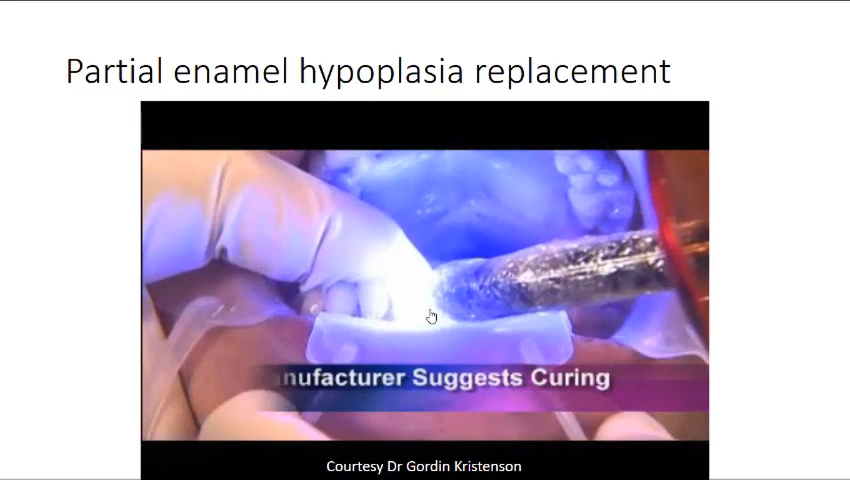 Partial enamel hypoplasia replacement
nufacturer Suggests Curing
Courtesy Dr Gordin Kristenson